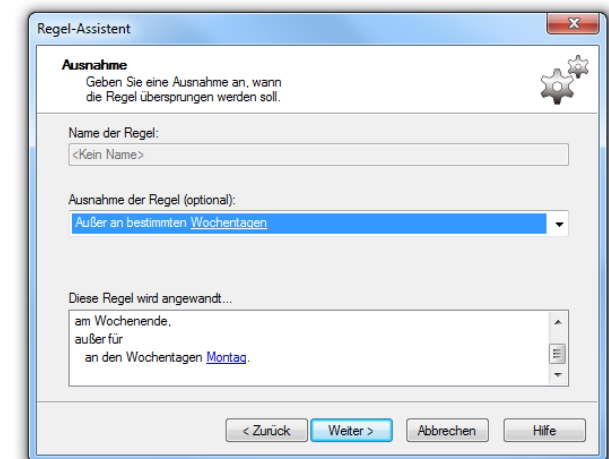 Regel-Assistent
Ausnahme
Geben Sie eine Ausnahme an, wann
die Regel übersprungen werden soll.
Name der Regel:
<Kein Name>
Ausnahme der Regel (optional):
Außer an bestimmten Wochentagen
Diese Regel wird angewandt...
am Wochenende,
außer für
an den Wochentagen Montag.
< Zurück Weiter > Abbrechen Hilfe